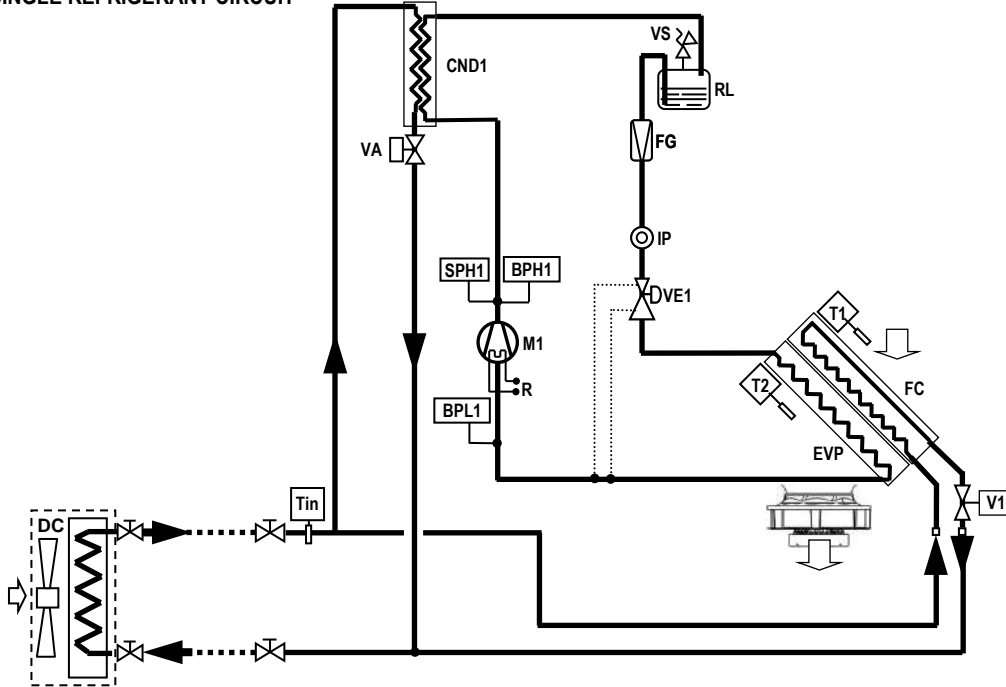 SINGLE REFRIGERANT CIRCUIT
VS
CND1
RL
VA
FG
IP
SPH1
BPH1
VE1
T1
M1
FC
T2
R
BPL1
EVP
Tin
V1
DC